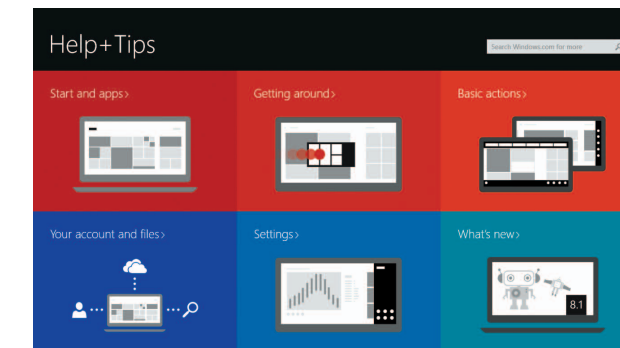 Help+Tips
Search Windows.com for more
Start and apps>
Getting around>
Basic actions>
Your account and files>
Settings>
What's new>
8.1